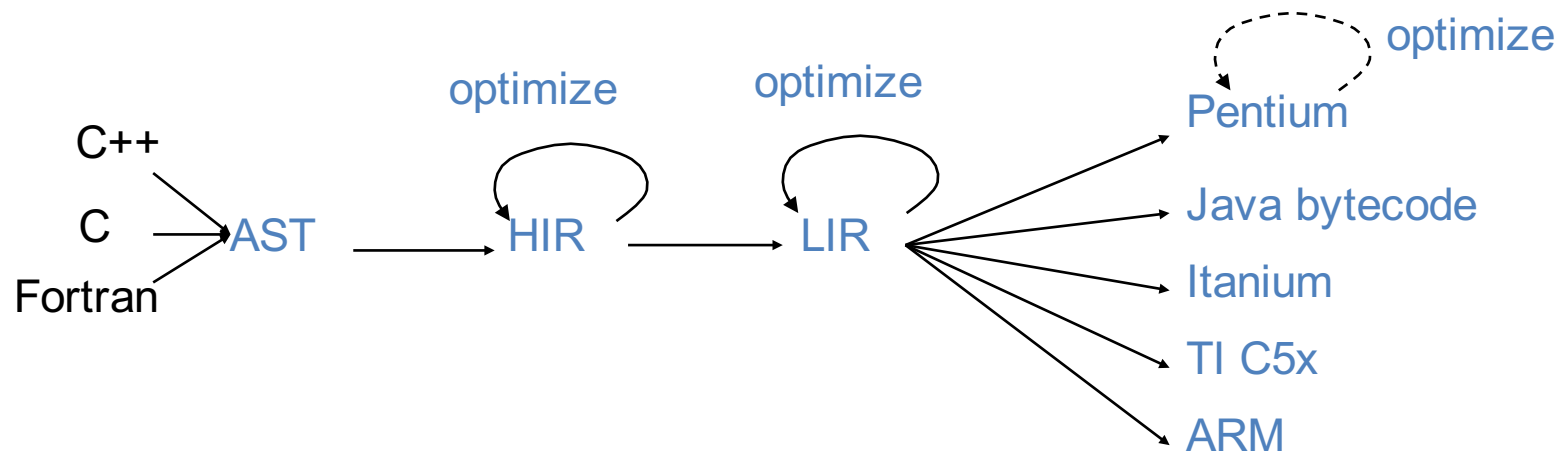 optimize
optimize
optimize
Pentium
C++
C
Fortran
AST
HIR
LIR
Java bytecode
Itanium
TI C5x
ARM